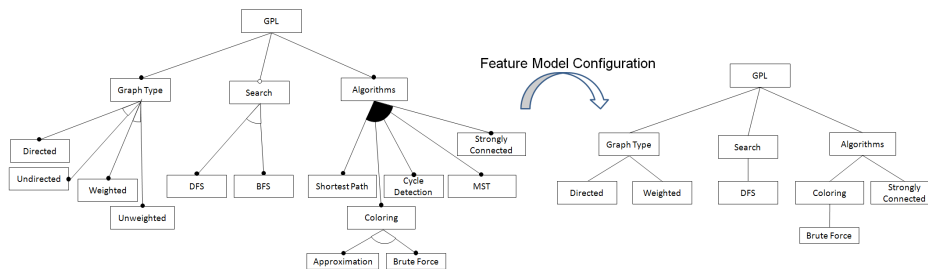 GPL
Graph Type
Search
Algorithms
Directed
Undirected
Weighted
Unweighted
DFS
BFS
Shortest Path
Cycle
Detection
MST
Strongly
Connected
Coloring
Approximation
Brute Force
Feature Model Configuration
GPL
Graph Type
Search
Algorithms
Directed
Weighted
DFS
Coloring
Strongly
Connected
Brute Force